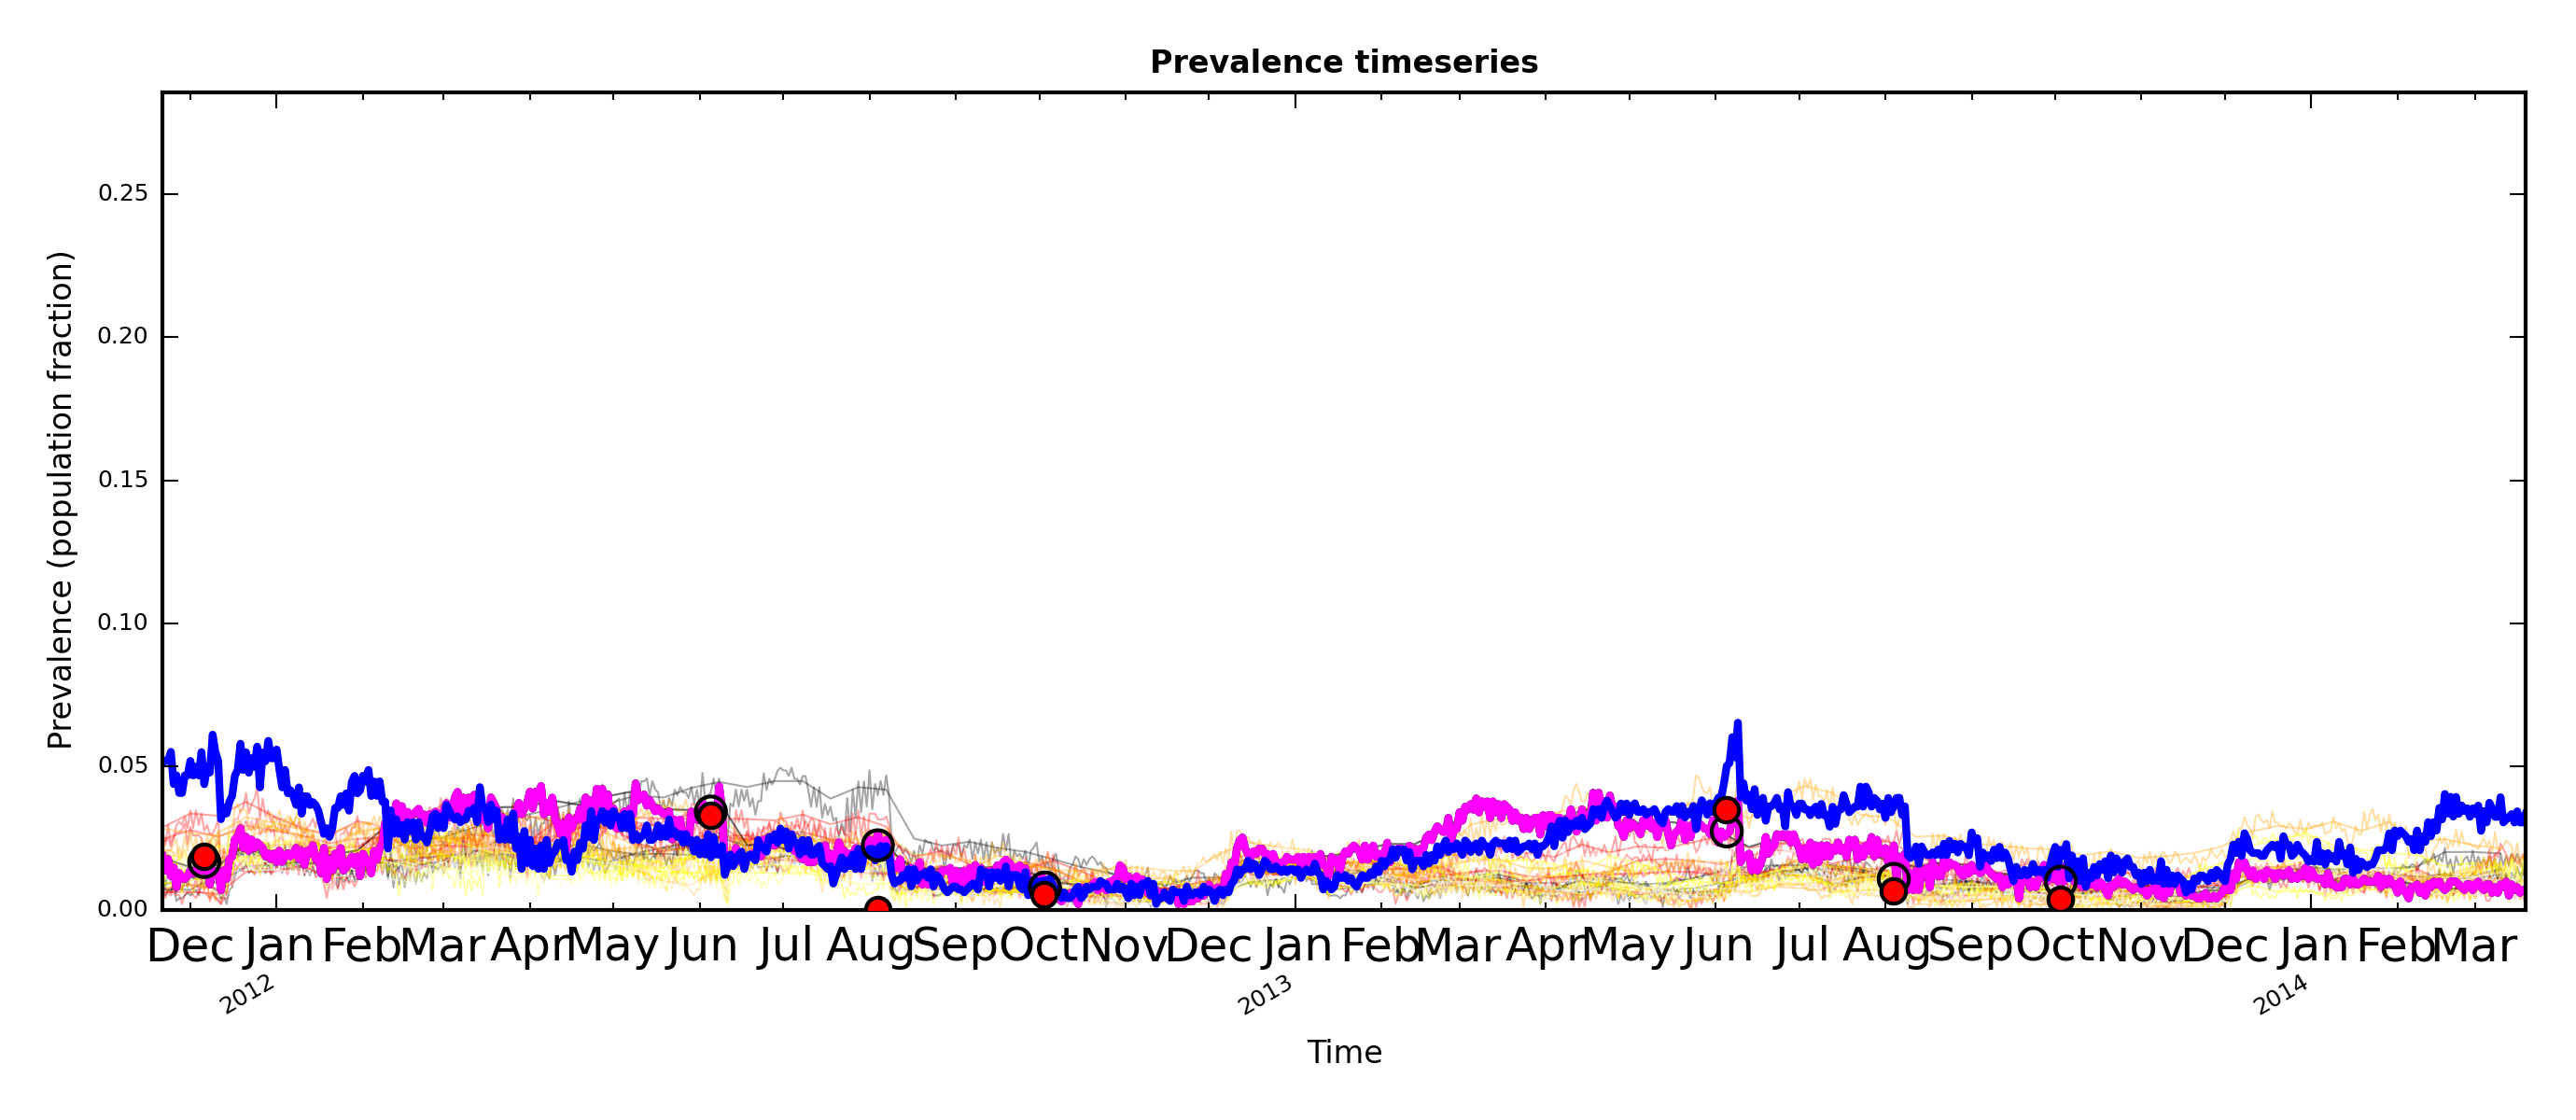 Prevalence timeseries
Prevalence (population fraction)
0.25
0.20
0.15
0.10
0.05
0.00
Dec Jan Feb Mar Apr May Jun Jul Aug Sep Oct Nov Dec Jan Feb Mar Apr May Jun Jul Aug Sep Oct Nov Dec Jan Feb Mar
2012 2013 2014
Time